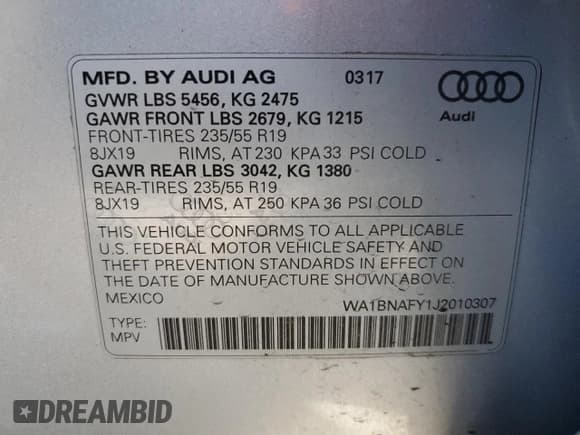 MFD. BY AUDI AG 0317
GVWR LBS 5456, KG 2475
GAWR FRONT LBS 2679, KG 1215
FRONT-TIRES 235/55 R19
8JX19 RIMS, AT 230 KPA 33 PSI COLD
GAWR REAR LBS 3042, KG 1380
REAR-TIRES 235/55 R19
8JX19 RIMS, AT 250 KPA 36 PSI COLD
Audi
THIS VEHICLE CONFORMS TO ALL APPLICABLE
U.S. FEDERAL MOTOR VEHICLE SAFETY AND
THEFT PREVENTION STANDARDS IN EFFECT ON
THE DATE OF MANUFACTURE SHOWN ABOVE.
MEXICO WA1BNAFY1J2010307
TYPE:
MPV
DREAMBID